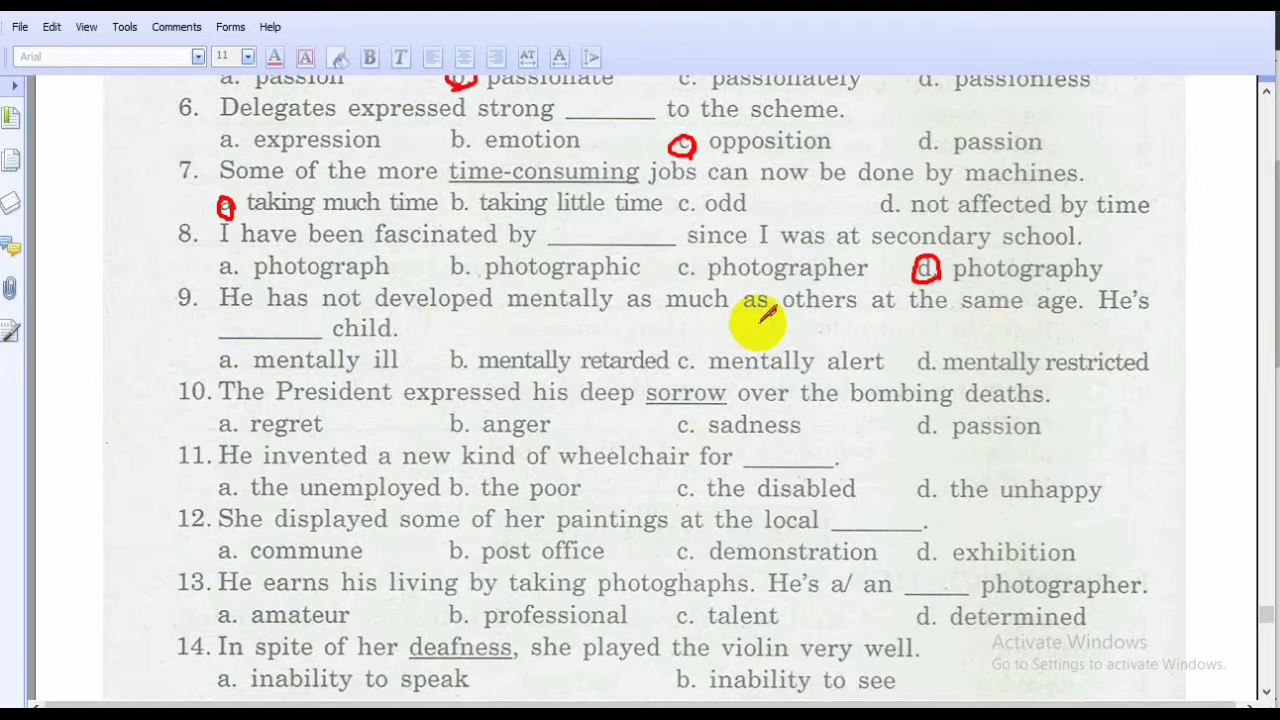 File Edit View Tools Comments Forms Help
Arial 11
a. passion b. passionate c. passionately d. passionless
6. Delegates expressed strong _______ to the scheme.
a. expression b. emotion c. opposition d. passion
7. Some of the more time-consuming jobs can now be done by machines.
a. taking much time b. taking little time c. odd d. not affected by time
8. I have been fascinated by __________ since I was at secondary school.
a. photograph b. photographic c. photographer d. photography
9. He has not developed mentally as much as others at the same age. He's
________ child.
a. mentally ill b. mentally retarded c. mentally alert d. mentally restricted
10. The President expressed his deep sorrow over the bombing deaths.
a. regret b. anger c. sadness d. passion
11. He invented a new kind of wheelchair for _______.
a. the unemployed b. the poor c. the disabled d. the unhappy
12. She displayed some of her paintings at the local _______.
a. commune b. post office c. demonstration d. exhibition
13. He earns his living by taking photoghaphs. He's a/ an _____ photographer.
a. amateur b. professional c. talent d. determined
14. In spite of her deafness, she played the violin very well.
a. inability to speak b. inability to see
Activate Windows
Go to Settings to activate Windows.